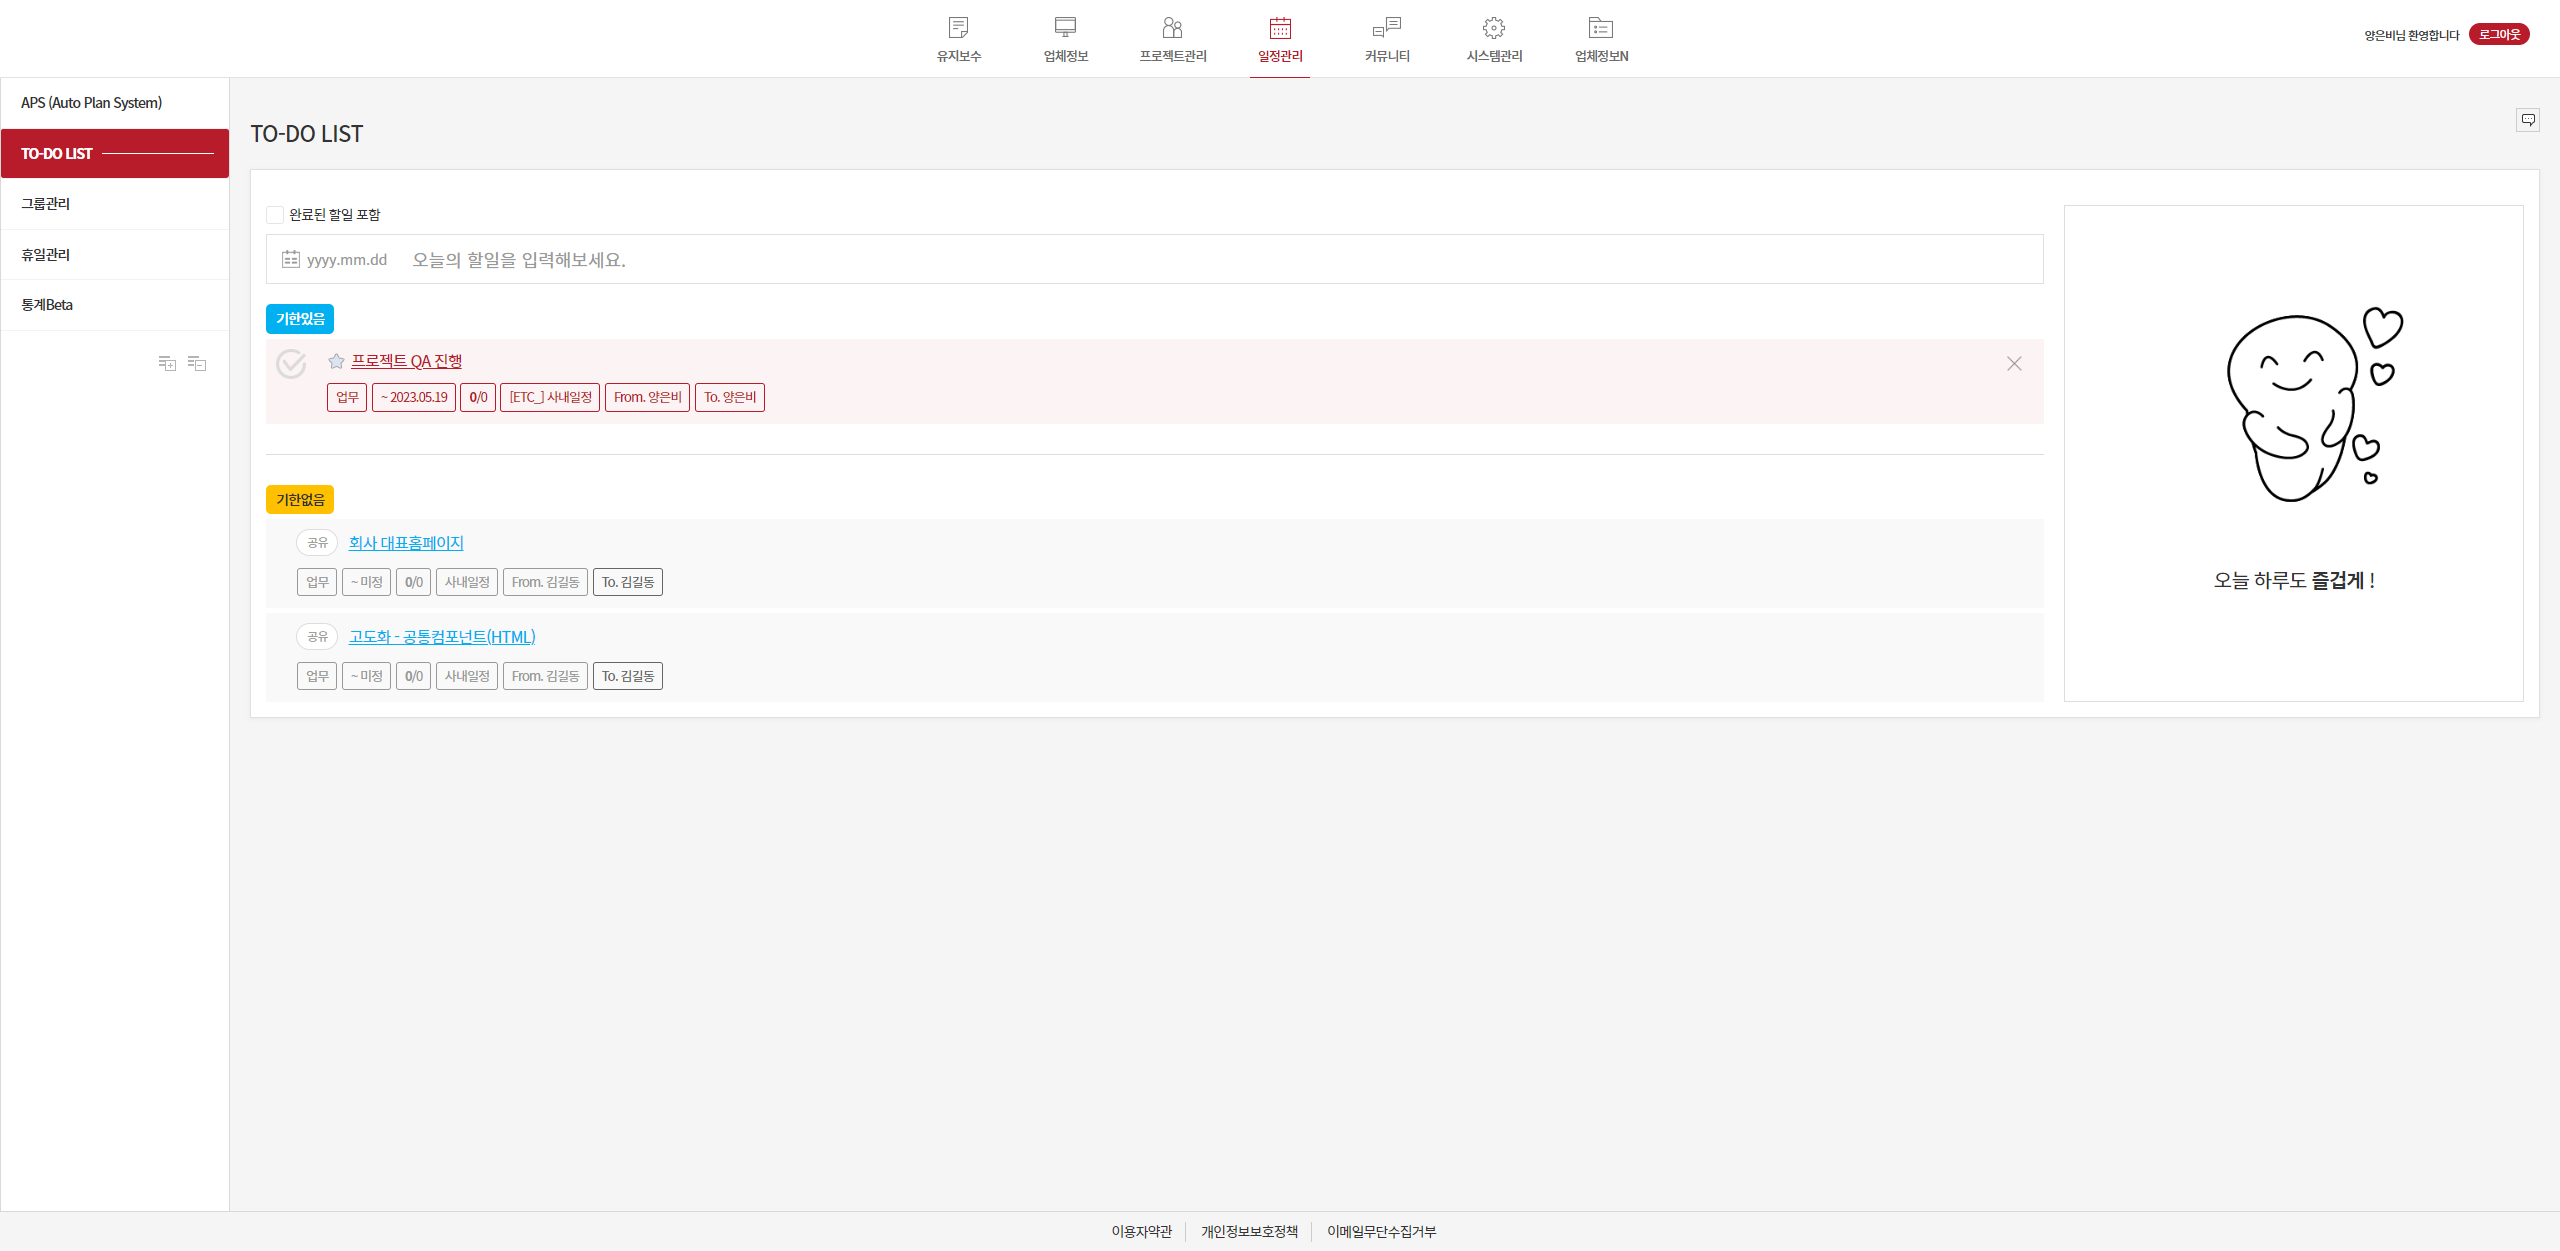 유지보수
업체정보
프로젝트관리
일정관리
커뮤니티
시스템관리
업체정보N
양은비님 환영합니다
로그아웃
APS (Auto Plan System)
TO-DO LIST
그룹관리
휴일관리
통계Beta
TO-DO LIST
완료된 할일 포함
yyyy.mm.dd 오늘의 할일을 입력해보세요.
기한있음
프로젝트 QA 진행
업무 ~ 2023.05.19 0/0 [ETC_] 사내일정 From. 양은비 To. 양은비
기한없음
공유 회사 대표홈페이지
업무 ~ 미정 0/0 사내일정 From. 김길동 To. 김길동
공유 고도화 - 공통컴포넌트(HTML)
업무 ~ 미정 0/0 사내일정 From. 김길동 To. 김길동
오늘 하루도 즐겁게 !
이용자약관
개인정보보호정책
이메일무단수집거부